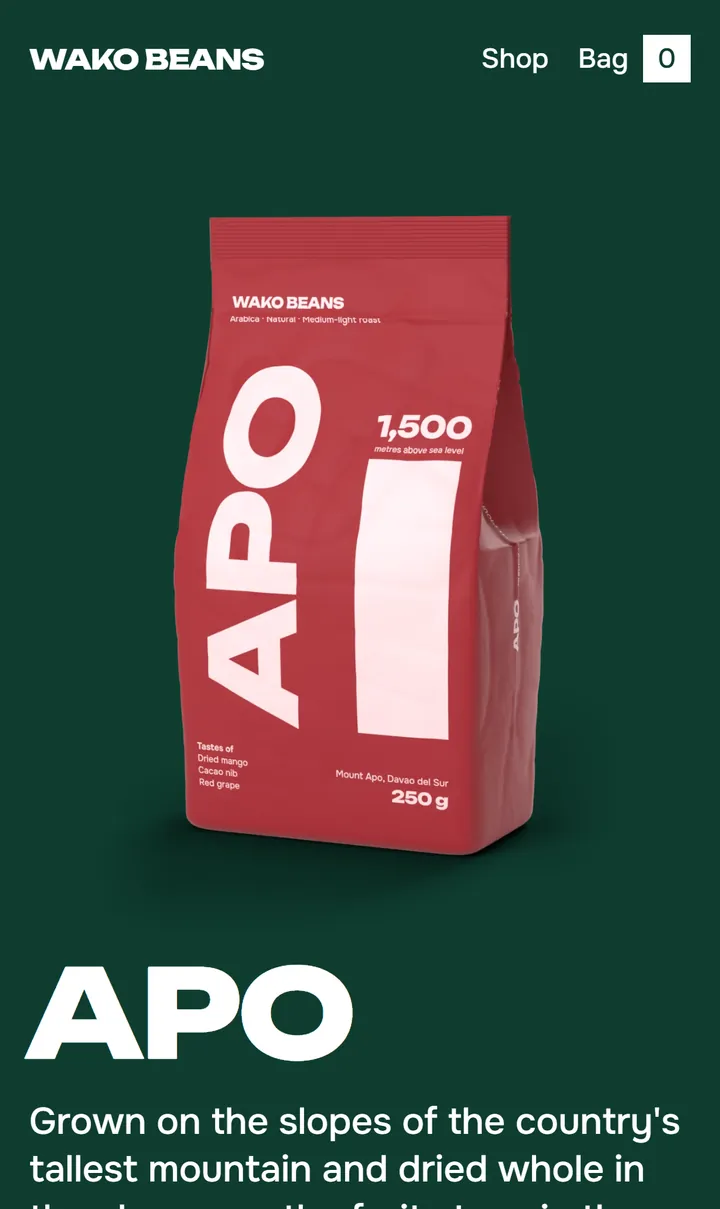 WAKO BEANS
Shop Bag 0
WAKO BEANS
Arabica · Natural · Medium-light roast
APO
1,500
metres above sea level
APO
Tastes of
Dried mango
Cacao nib
Red grape
Mount Apo, Davao del Sur
250 g
APO
Grown on the slopes of the country's
tallest mountain and dried whole in